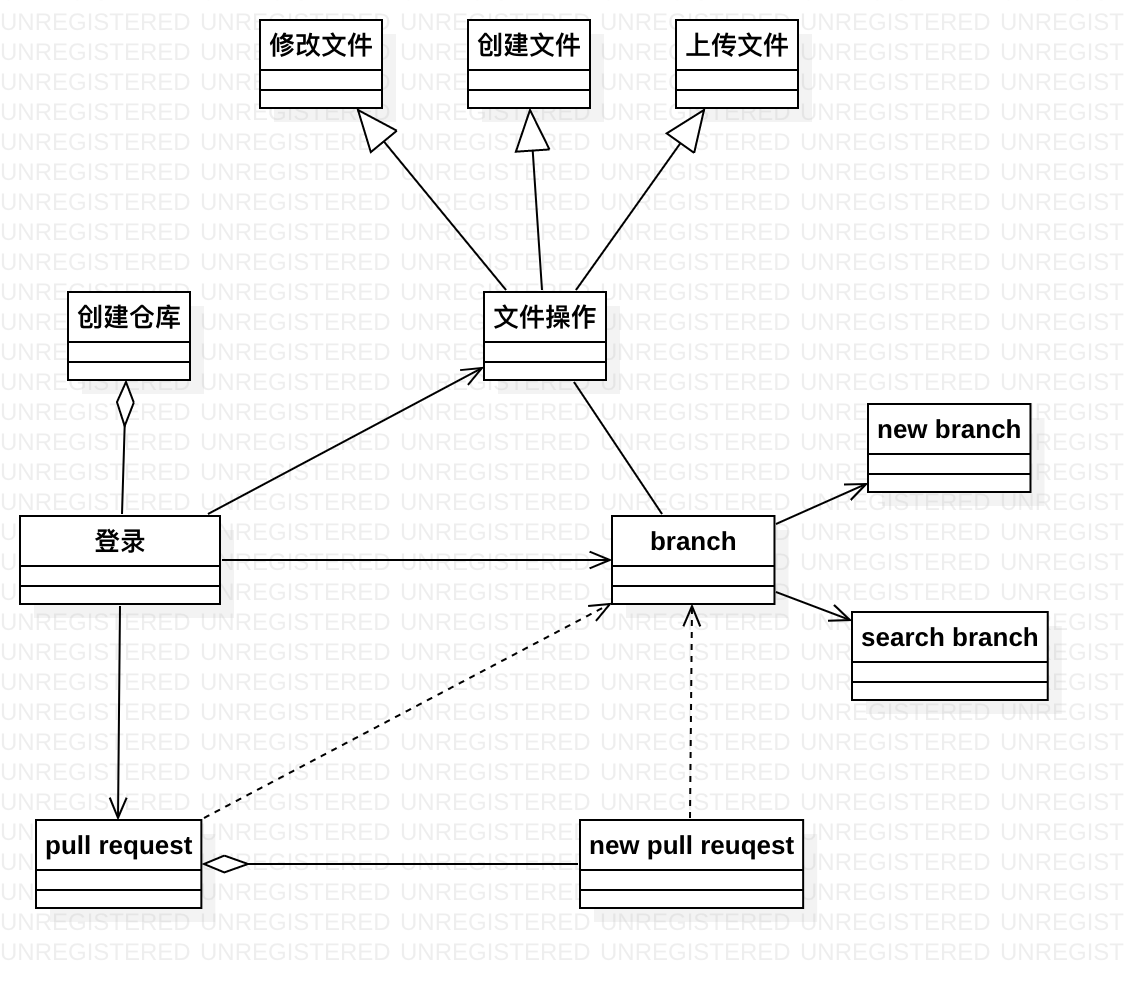 修改文件
创建文件
上传文件
创建仓库
文件操作
new branch
登录
branch
search branch
pull request
new pull reuqest
UNREGISTERED